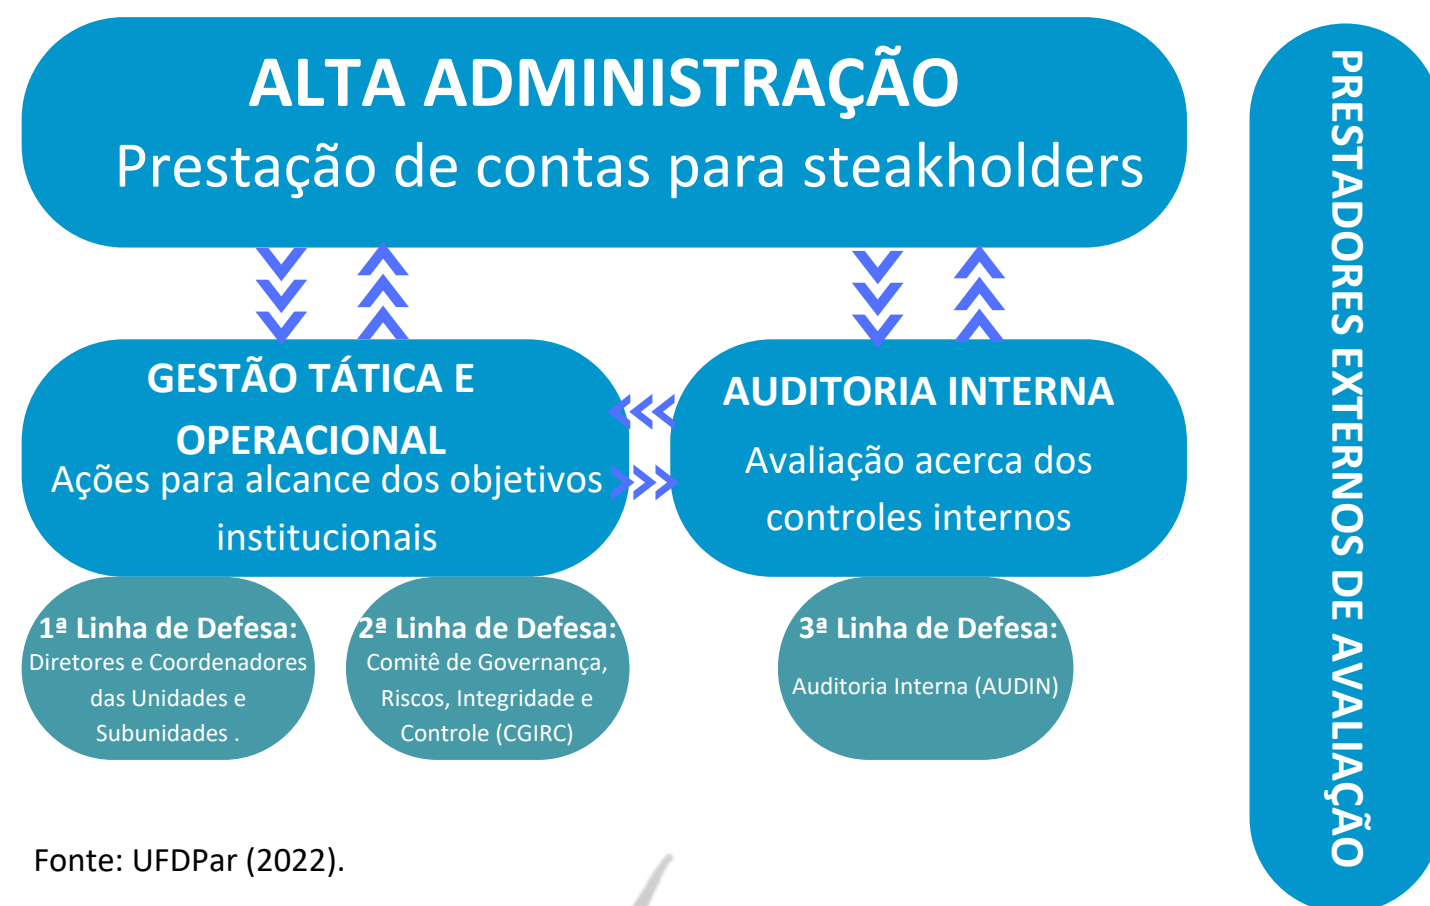 ALTA ADMINISTRAÇÃO
Prestação de contas para steakholders
GESTÃO TÁTICA E
OPERACIONAL
Ações para alcance dos objetivos
institucionais
AUDITORIA INTERNA
Avaliação acerca dos
controles internos
1ª Linha de Defesa:
Diretores e Coordenadores
das Unidades e
Subunidades .
2ª Linha de Defesa:
Comitê de Governança,
Riscos, Integridade e
Controle (CGIRC)
3ª Linha de Defesa:
Auditoria Interna (AUDIN)
PRESTADORES EXTERNOS DE AVALIAÇÃO
Fonte: UFDPar (2022).